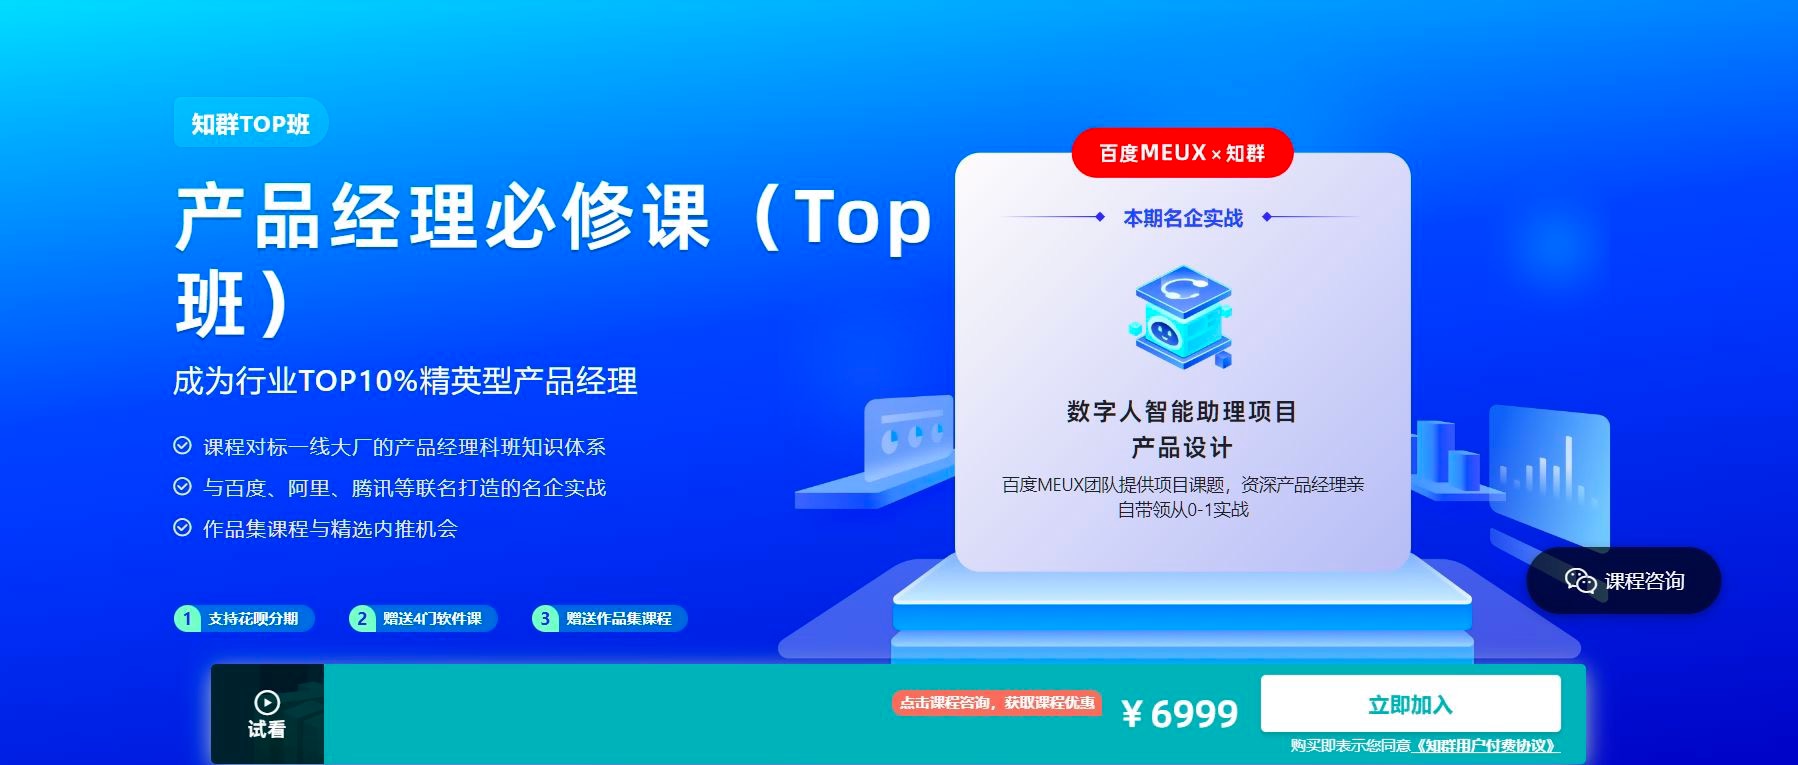 知群TOP班
产品经理必修课（Top
班）
成为行业TOP10%精英型产品经理
课程对标一线大厂的产品经理科班知识体系
与百度、阿里、腾讯等联名打造的名企实战
作品集课程与精选内推机会
1 支持花呗分期
2 赠送4门软件课
3 赠送作品集课程
百度MEUX×知群
本期名企实战
数字人智能助理项目
产品设计
百度MEUX团队提供项目课题，资深产品经理亲
自带领从0-1实战
课程咨询
试看
点击课程咨询，获取课程优惠
¥6999
立即加入
购买即表示您同意《知群用户付费协议》